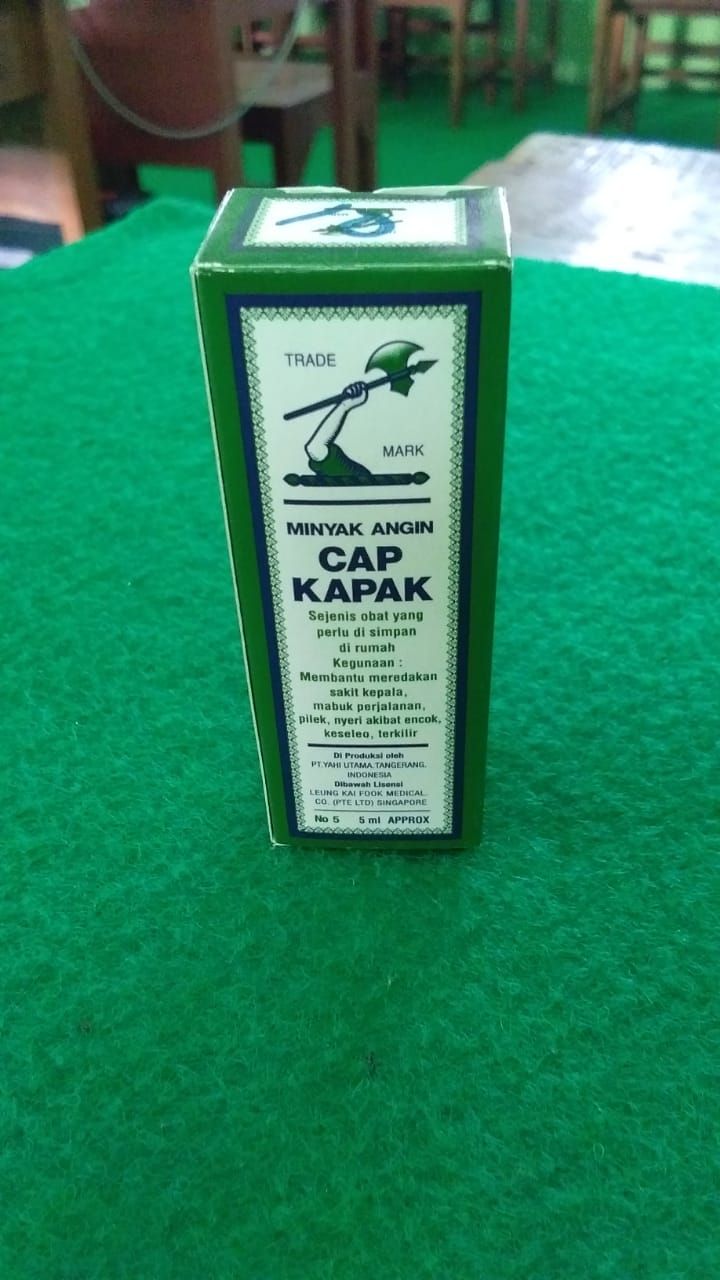 TRADE
MARK
MINYAK ANGIN
CAP
KAPAK
Sejenis obat yang
perlu di simpan
di rumah
Kegunaan :
Membantu meredakan
sakit kepala,
mabuk perjalanan,
pilek, nyeri akibat encok,
keseleo, terkilir
Di Produksi oleh
PT.YAHI UTAMA.TANGERANG.
INDONESIA
Dibawah Lisensi
LEUNG KAI FOOK MEDICAL.
CO. (PTE LTD) SINGAPORE
No 5 5 ml APPROX